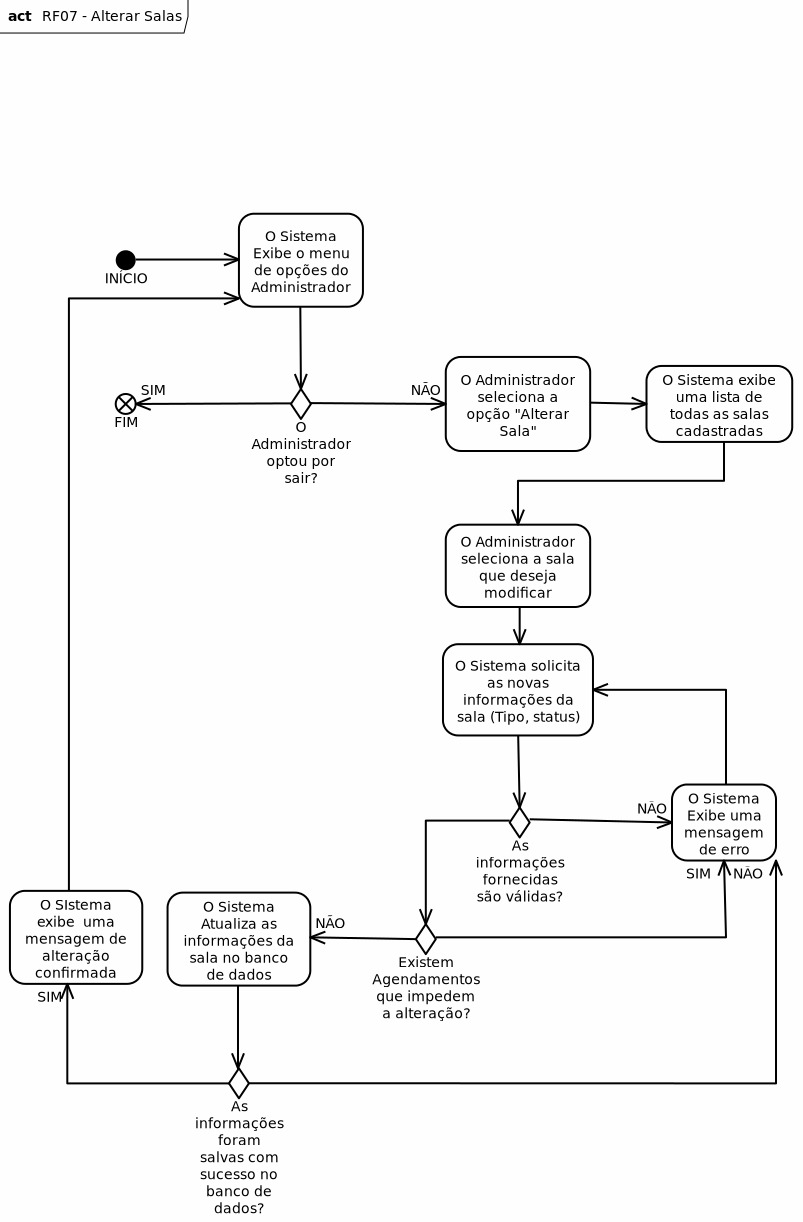 act RF07 - Alterar Salas
O Sistema
Exibe o menu
de opções do
Administrador
INÍCIO
SIM
FIM
O
Administrador
optou por
sair?
NÃO
O Administrador
seleciona a
opção "Alterar
Sala"
O Sistema exibe
uma lista de
todas as salas
cadastradas
O Administrador
seleciona a sala
que deseja
modificar
O Sistema solicita
as novas
informações da
sala (Tipo, status)
As
informações
fornecidas
são válidas?
NÃO
O Sistema
Exibe uma
mensagem
de erro
SIM
NÃO
Existem
Agendamentos
que impedem
a alteração?
NÃO
O Sistema
Atualiza as
informações da
sala no banco
de dados
O SIstema
exibe  uma
mensagem de
alteração
confirmada
SIM
As
informações
foram
salvas com
sucesso no
banco de
dados?